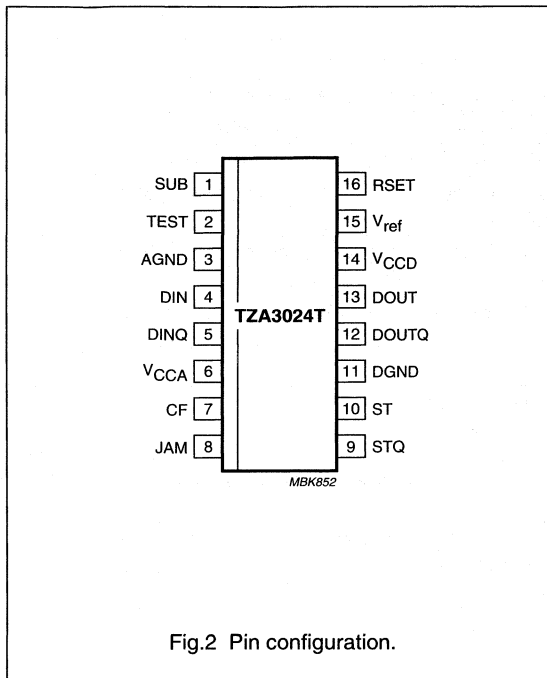 SUB 1
TEST 2
AGND 3
DIN 4
DINQ 5
VCCA 6
CF 7
JAM 8
16 RSET
15 Vref
14 VCCD
13 DOUT
12 DOUTQ
11 DGND
10 ST
9 STQ
TZA3024T
MBK852
Fig.2 Pin configuration.